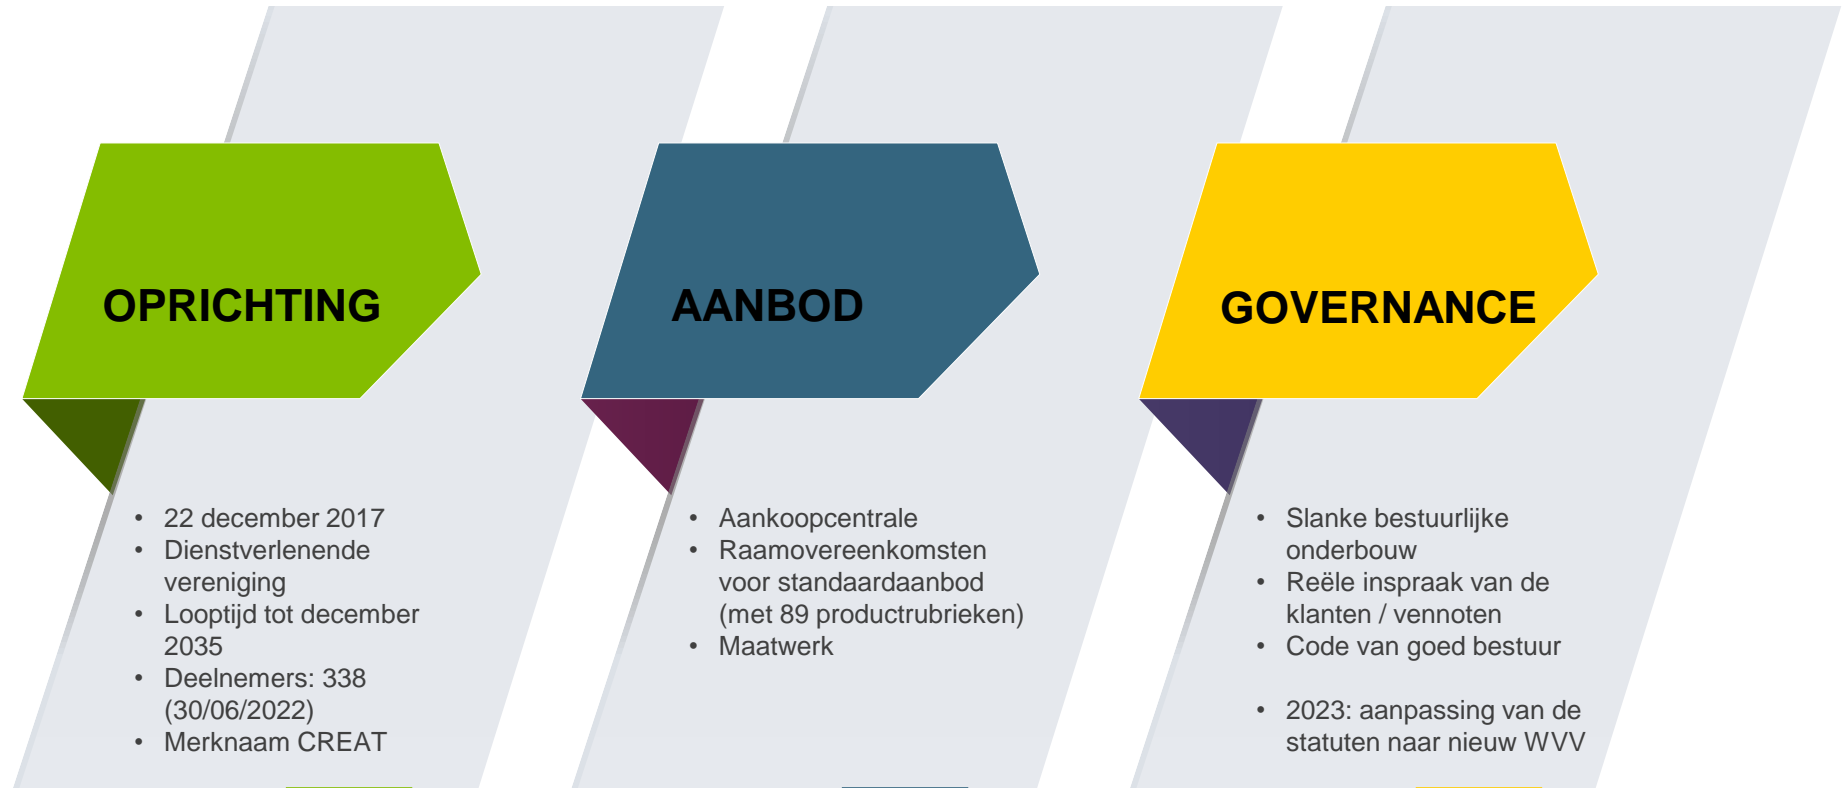 OPRICHTING
• 22 december 2017
• Dienstverlenende
vereniging
• Looptijd tot december
2035
• Deelnemers: 338
(30/06/2022)
• Merknaam CREAT
AANBOD
• Aankoopcentrale
• Raamovereenkomsten
voor standaardaanbod
(met 89 productrubrieken)
• Maatwerk
GOVERNANCE
• Slanke bestuurlijke
onderbouw
• Reële inspraak van de
klanten / vennoten
• Code van goed bestuur
• 2023: aanpassing van de
statuten naar nieuw WVV